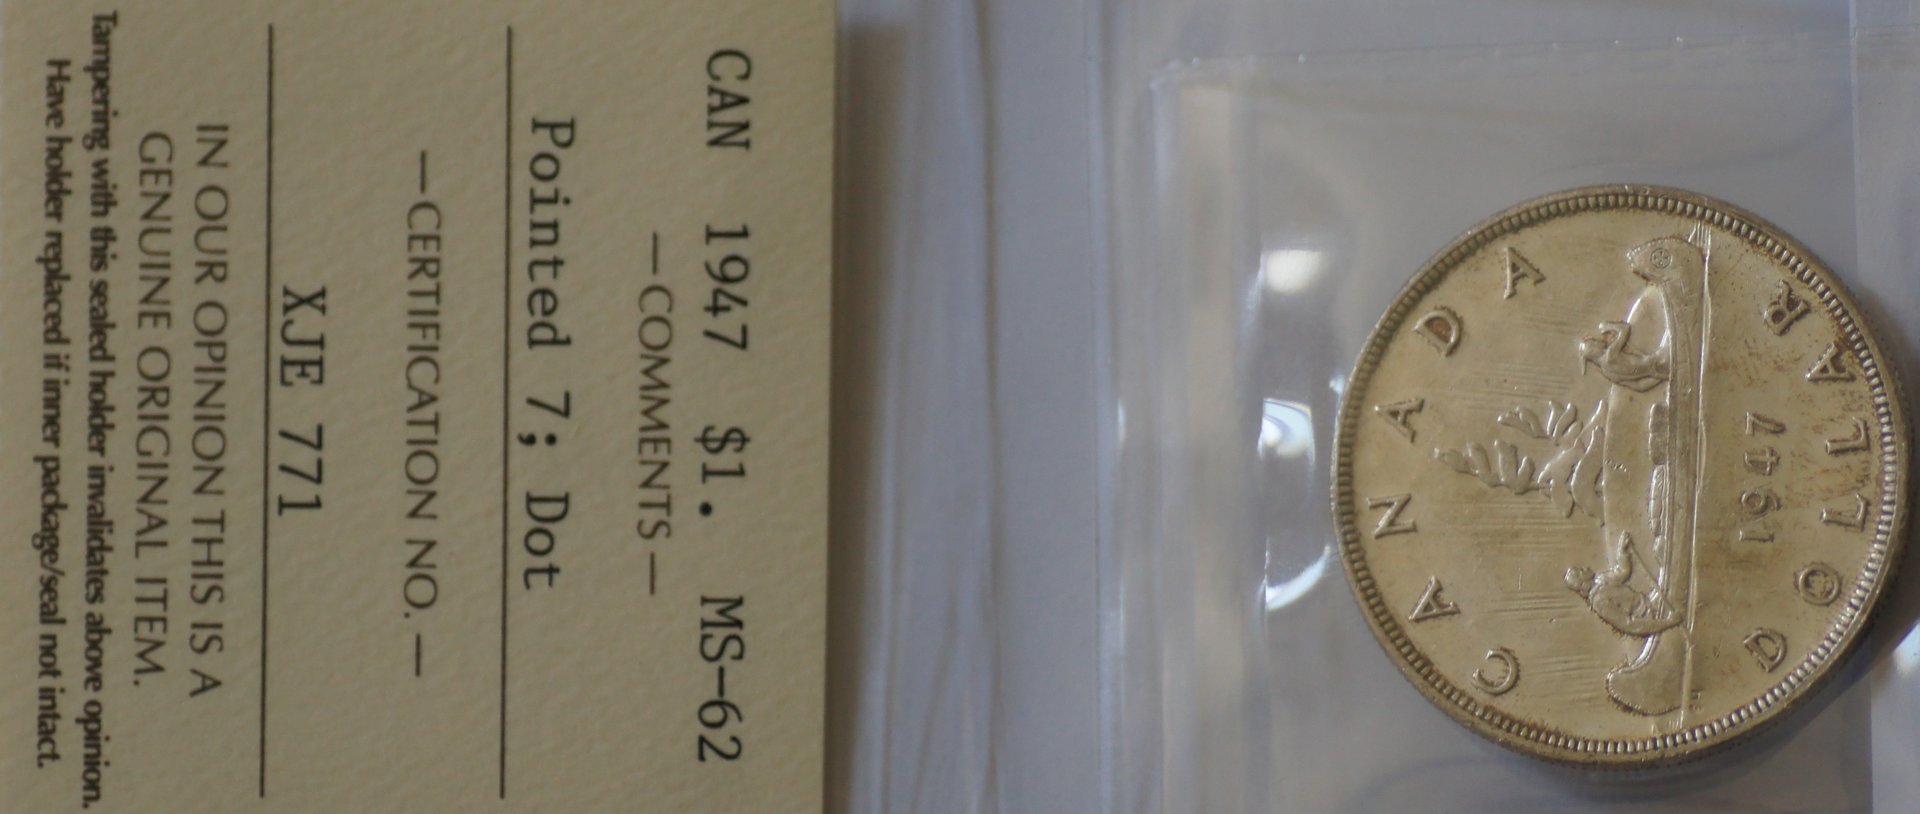 CAN 1947 $1. MS-62
—COMMENTS—
Pointed 7; Dot
—CERTIFICATION NO.—
XJE 771
IN OUR OPINION THIS IS A
GENUINE ORIGINAL ITEM.
Tampering with this sealed holder invalidates above opinion.
Have holder replaced if inner package/seal not intact.
CANADA
1947
DOLLAR